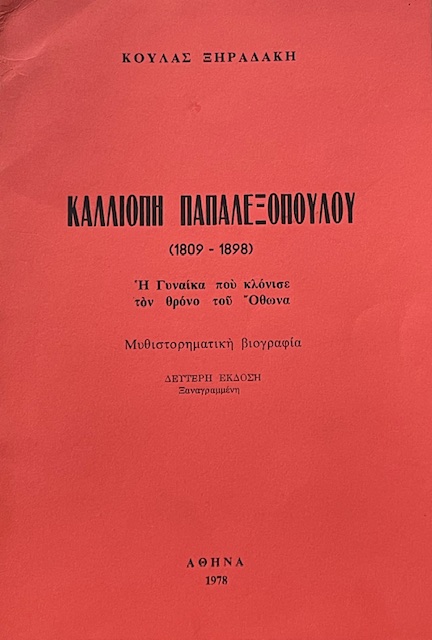 ΚΟΥΛΑΣ ΞΗΡΑΔΑΚΗ
ΚΑΛΛΙΟΠΗ ΠΑΠΑΛΕΞΟΠΟΥΛΟΥ
(1809 - 1898)
Ἡ Γυναίκα ποὺ κλόνισε
τὸν θρόνο τοῦ Ὄθωνα
Μυθιστορηματικὴ βιογραφία
ΔΕΥΤΕΡΗ ΕΚΔΟΣΗ
Ξαναγραμμένη
ΑΘΗΝΑ
1978